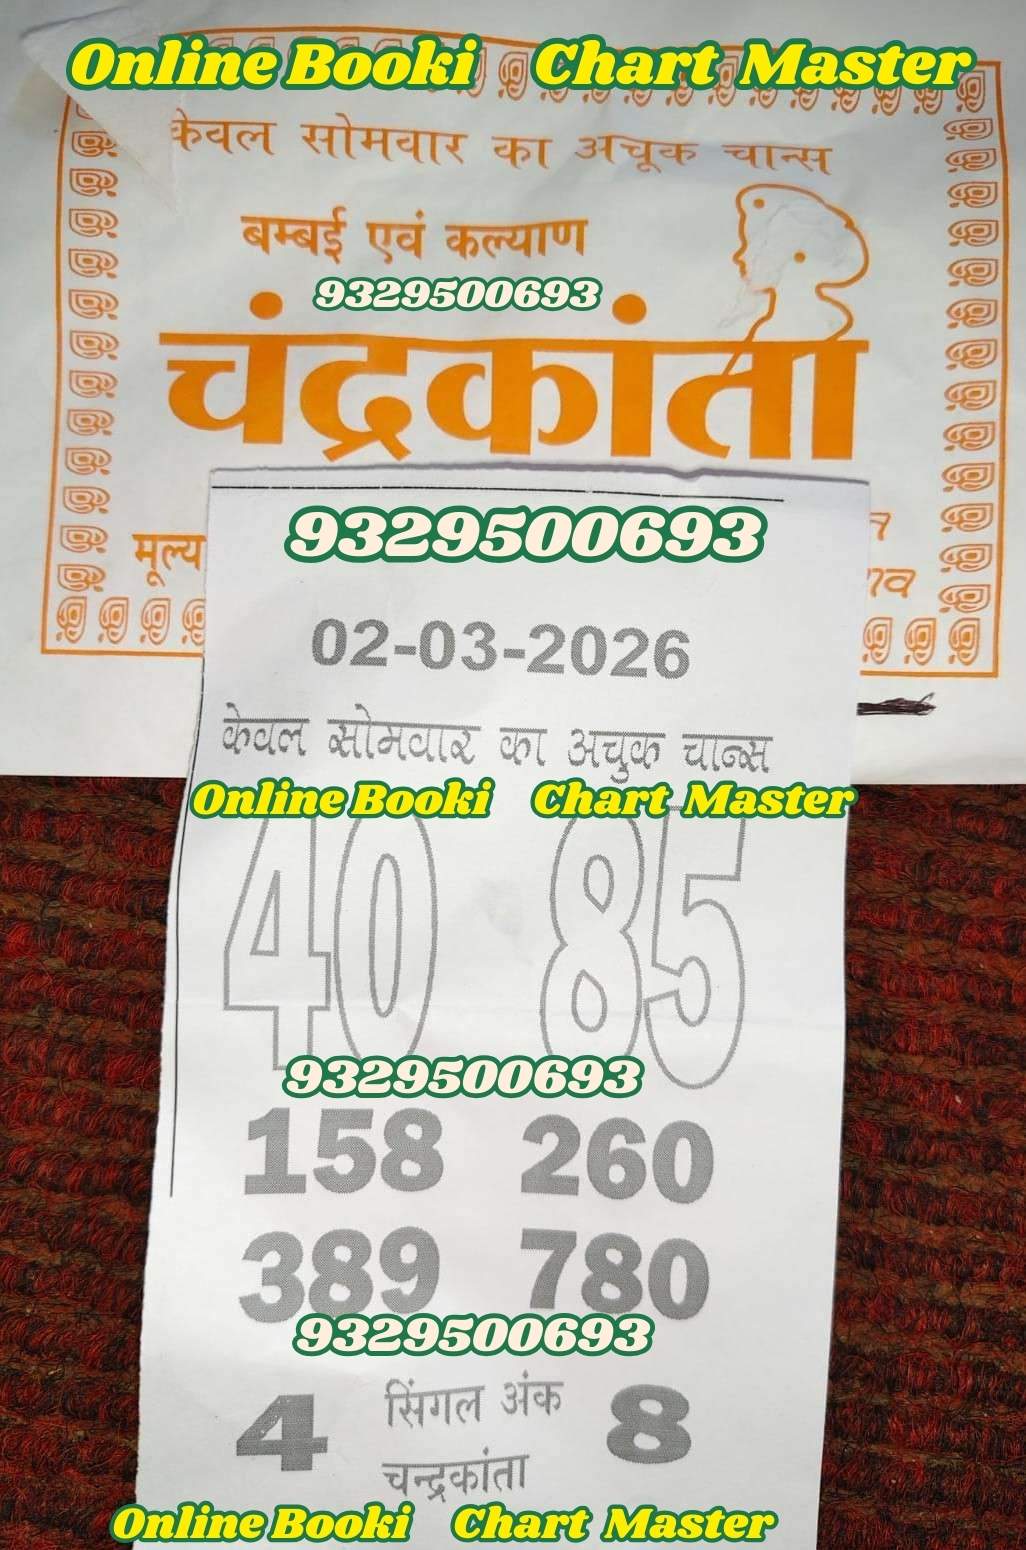 Online Booki Chart Master
केवल सोमवार का अचूक चान्स
बम्बई एवं कल्याण
9329500693
चंद्रकांता
मूल्य
9329500693
02-03-2026
केवल सोमवार का अचुक चान्स
Online Booki Chart Master
40 85
9329500693
158 260
389 780
9329500693
4 सिंगल अंक 8
चन्द्रकांता
Online Booki Chart Master